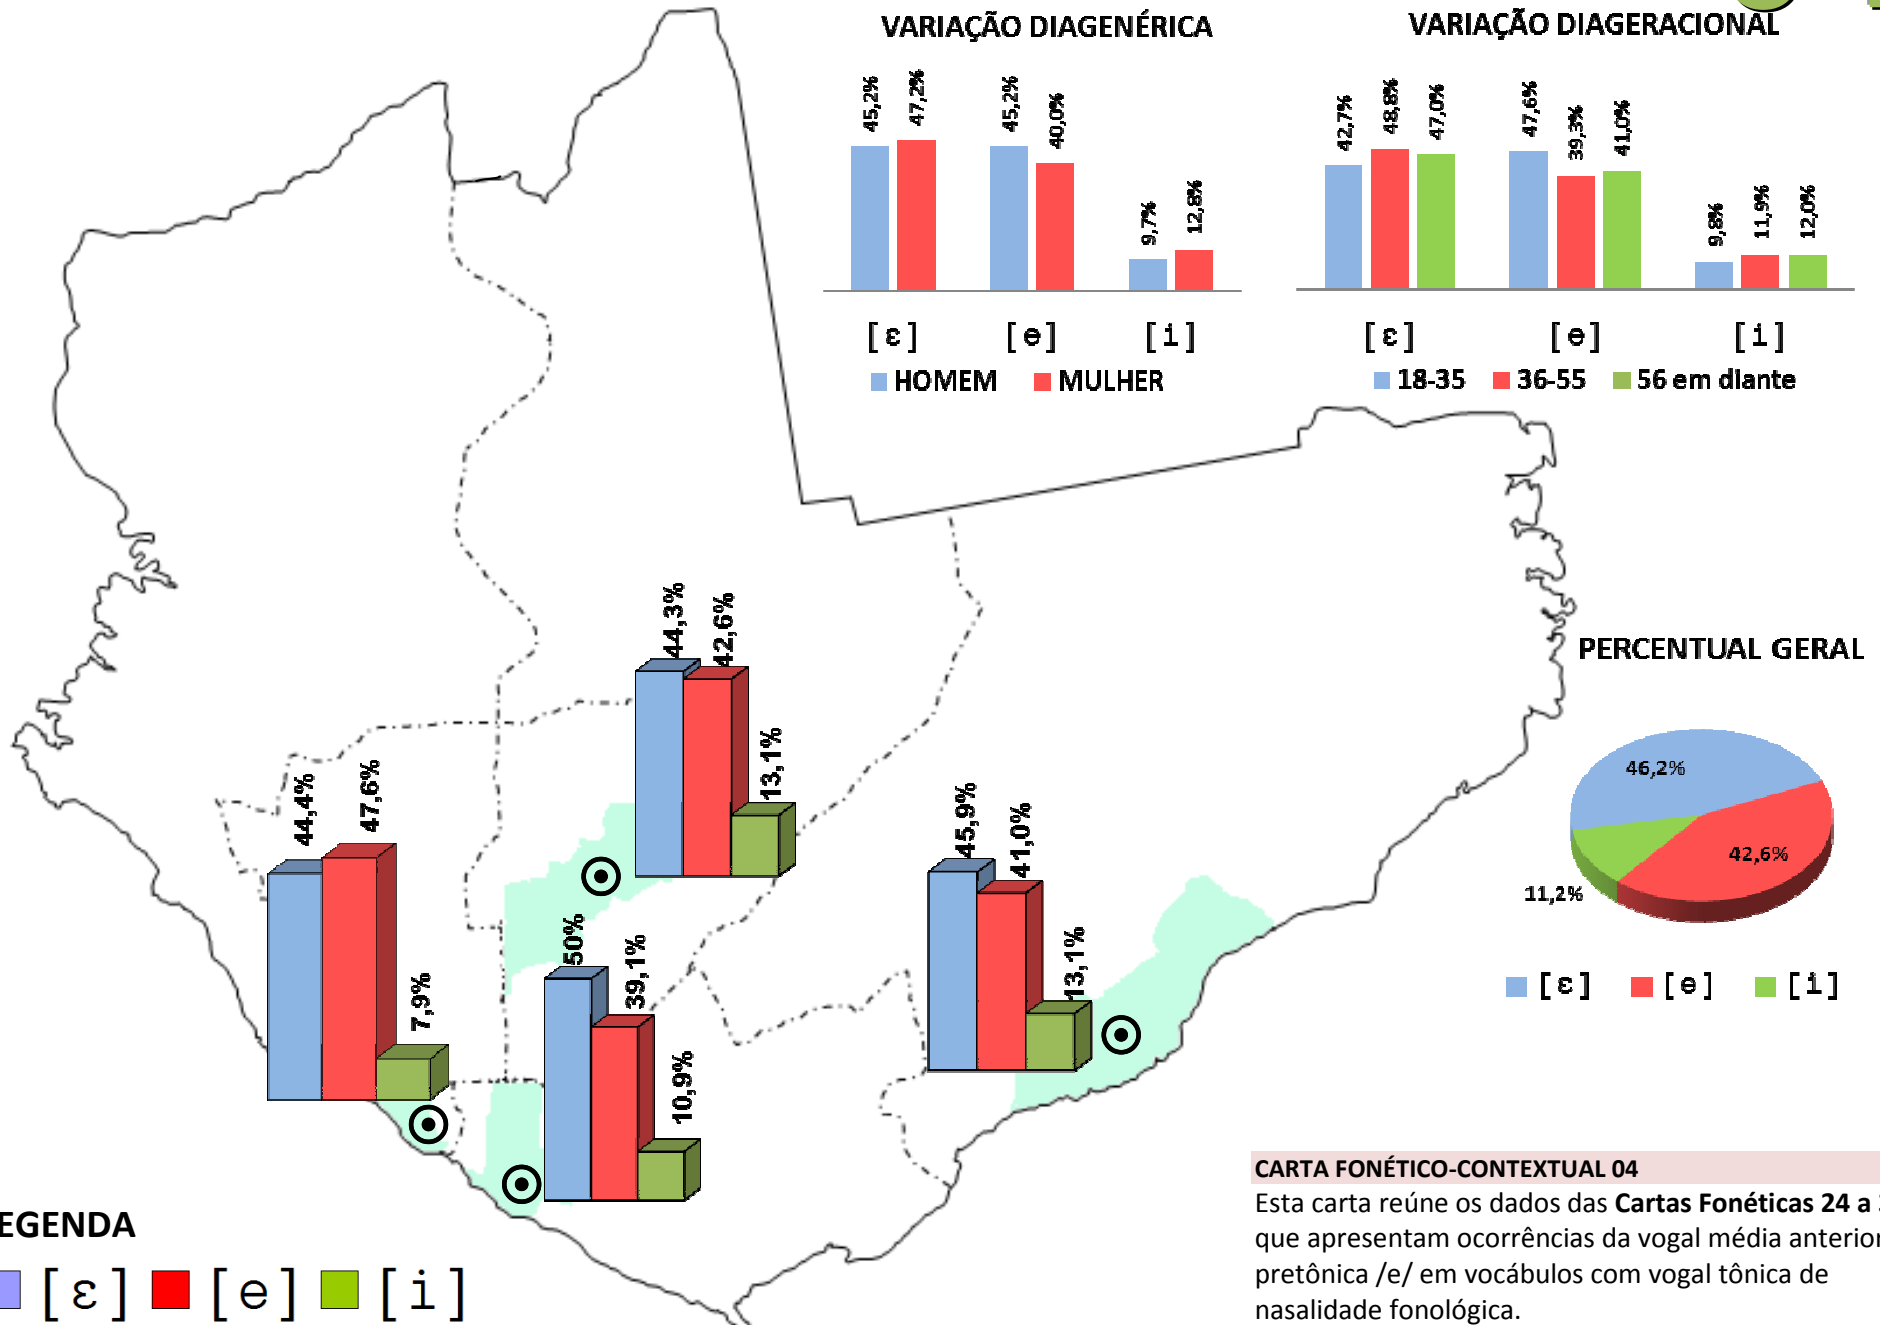 VARIAÇÃO DIAGENÉRICA
45,2% 47,2% 45,2% 40,0% 9,7% 12,8%
[ɛ] [e] [i]
HOMEM MULHER
VARIAÇÃO DIAGERACIONAL
42,7% 48,8% 47,0% 47,6% 39,3% 41,0% 9,8% 11,9% 12,0%
[ɛ] [e] [i]
18-35 36-55 56 em diante
44,3% 42,6% 13,1%
44,4% 47,6% 7,9%
50% 39,1% 10,9%
45,9% 41,0% 13,1%
PERCENTUAL GERAL
46,2%
42,6%
11,2%
[ɛ] [e] [i]
EGENDA
[ɛ] [e] [i]
CARTA FONÉTICO-CONTEXTUAL 04
Esta carta reúne os dados das Cartas Fonéticas 24 a
que apresentam ocorrências da vogal média anterior
pretônica /e/ em vocábulos com vogal tônica de
nasalidade fonológica.